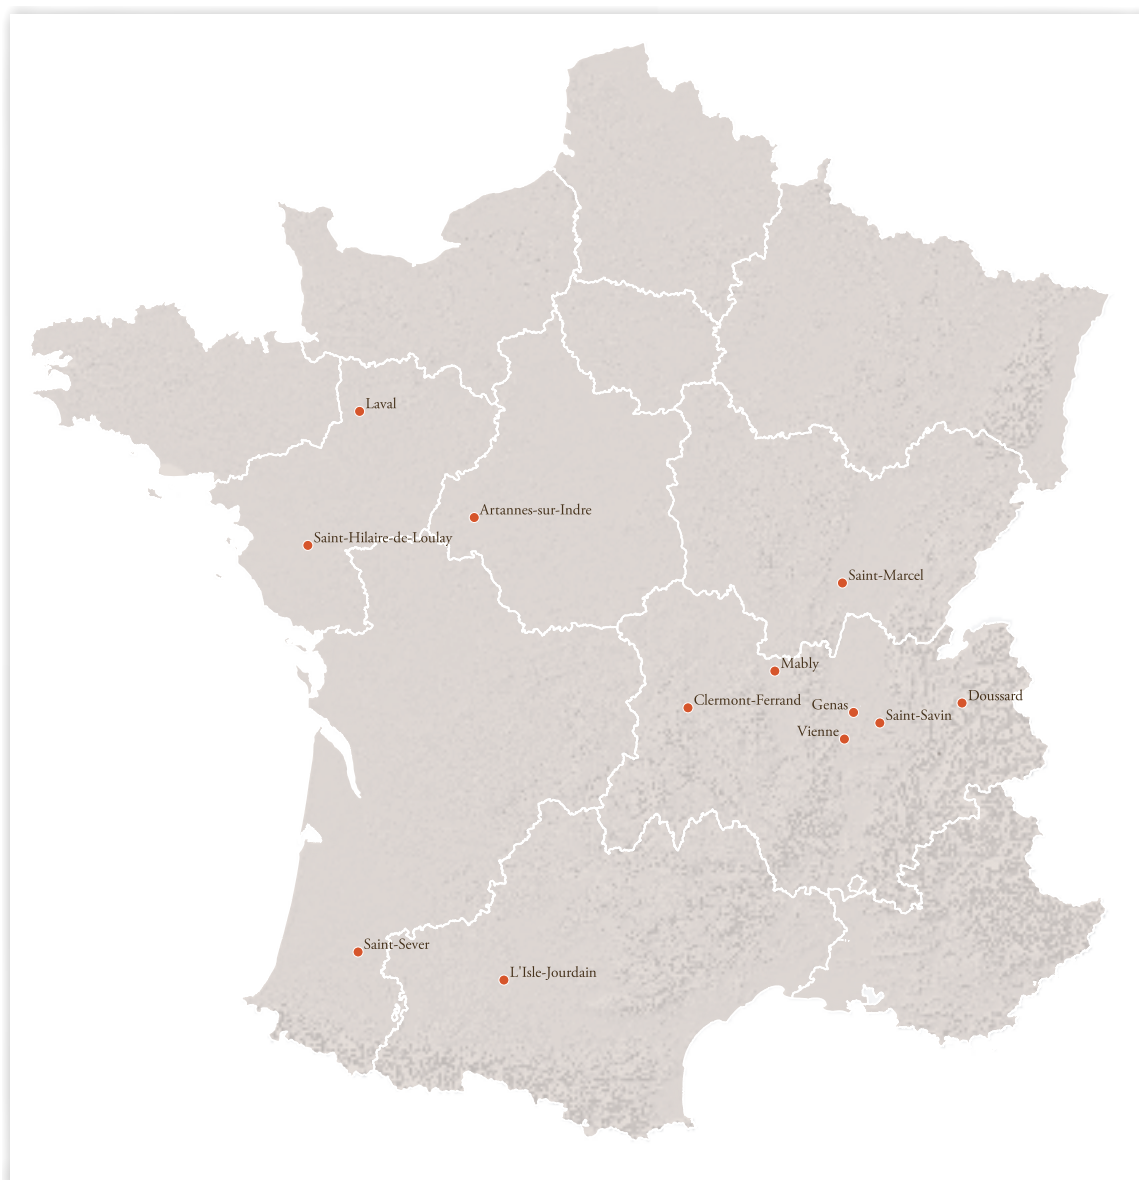 Laval
Artannes-sur-Indre
Saint-Hilaire-de-Loulay
Saint-Marcel
Mably
Clermont-Ferrand
Doussard
Genas
Saint-Savin
Vienne
Saint-Sever
L'Isle-Jourdain